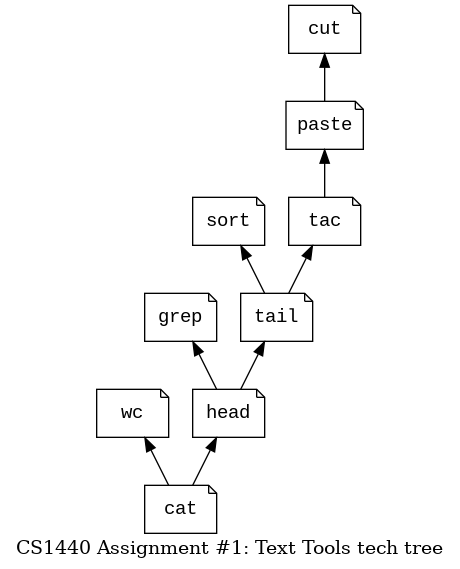 cut
paste
sort tac
grep tail
wc head
cat
CS1440 Assignment #1: Text Tools tech tree